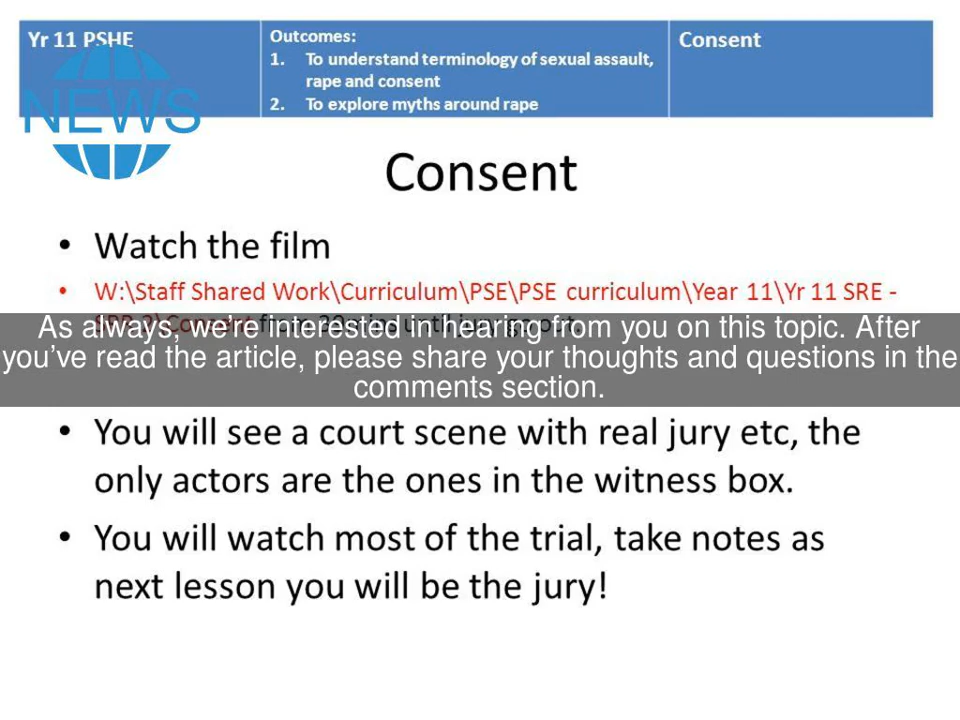 Yr 11 PSHE
Outcomes:
1. To understand terminology of sexual assault,
rape and consent
2. To explore myths around rape
Consent
NEWS
Consent
• Watch the film
• W:\Staff Shared Work\Curriculum\PSE\PSE curriculum\Year 11\Yr 11 SRE -
As always, we're interested in hearing from you on this topic. After
you've read the article, please share your thoughts and questions in the
comments section.
• You will see a court scene with real jury etc, the
only actors are the ones in the witness box.
• You will watch most of the trial, take notes as
next lesson you will be the jury!